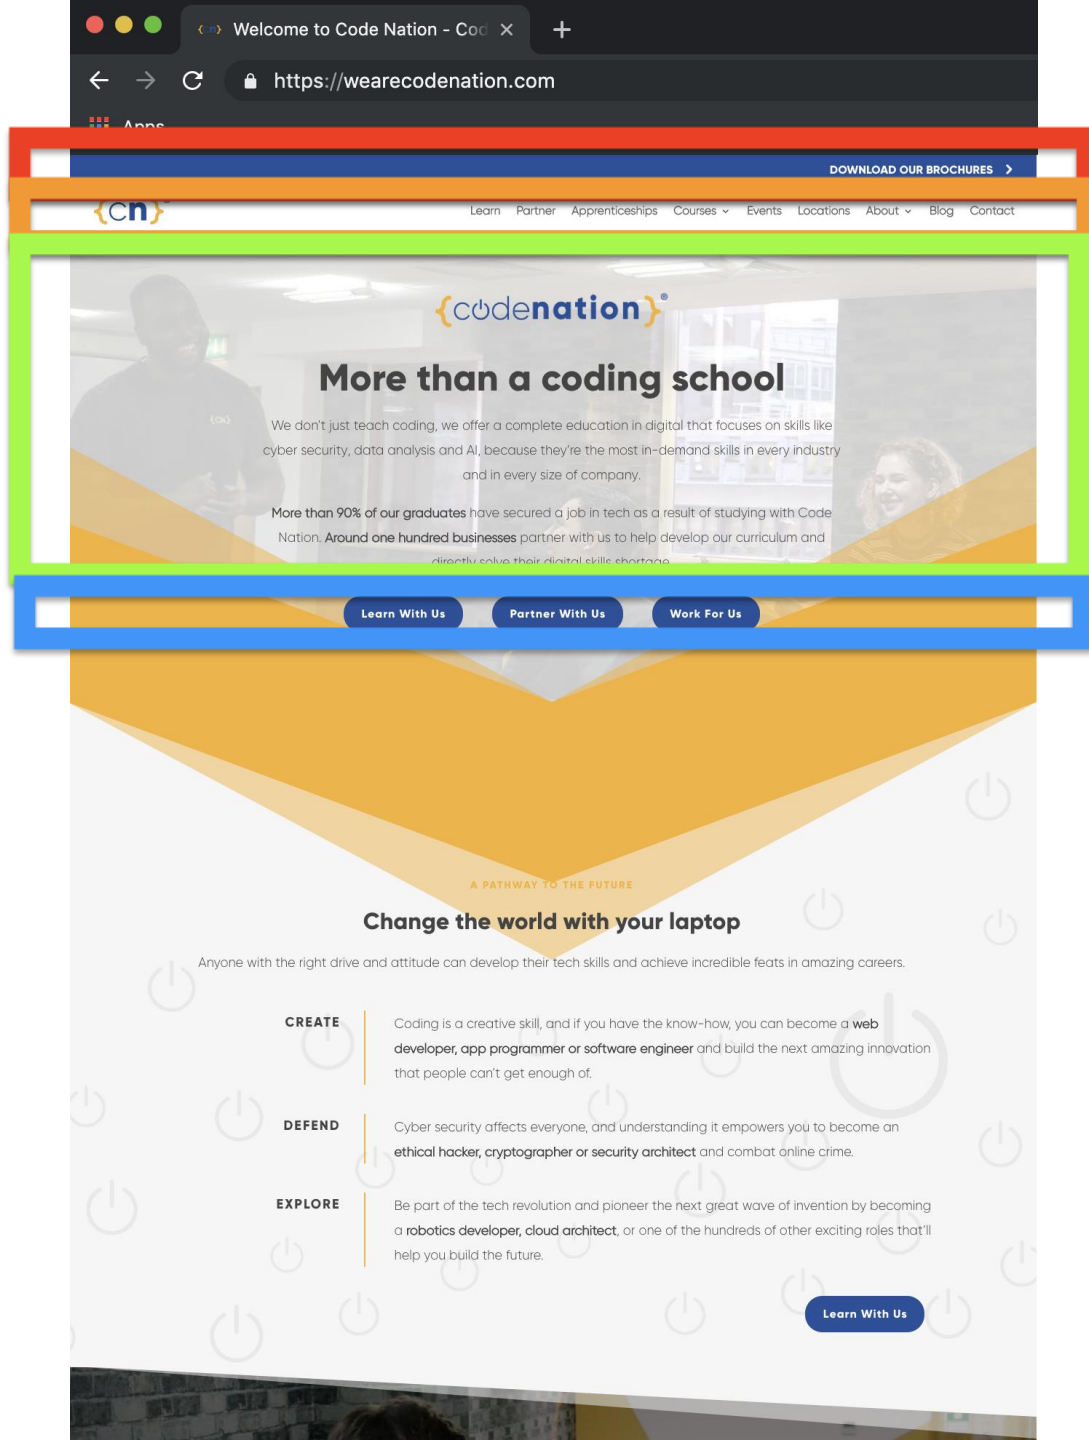 {cn} Welcome to Code Nation - Cod
https://wearecodenation.com
Apps
DOWNLOAD OUR BROCHURES
{cn}
Learn Partner Apprenticeships Courses Events Locations About Blog Contact
{codenation}®
More than a coding school
We don't just teach coding, we offer a complete education in digital that focuses on skills like
cyber security, data analysis and AI, because they're the most in-demand skills in every industry
and in every size of company.
More than 90% of our graduates have secured a job in tech as a result of studying with Code
Nation. Around one hundred businesses partner with us to help develop our curriculum and
directly solve their digital skills shortage
Learn With Us Partner With Us Work For Us
A PATHWAY TO THE FUTURE
Change the world with your laptop
Anyone with the right drive and attitude can develop their tech skills and achieve incredible feats in amazing careers.
CREATE
Coding is a creative skill, and if you have the know-how, you can become a web
developer, app programmer or software engineer and build the next amazing innovation
that people can't get enough of.
DEFEND
Cyber security affects everyone, and understanding it empowers you to become an
ethical hacker, cryptographer or security architect and combat online crime.
EXPLORE
Be part of the tech revolution and pioneer the next great wave of invention by becoming
a robotics developer, cloud architect, or one of the hundreds of other exciting roles that'll
help you build the future.
Learn With Us